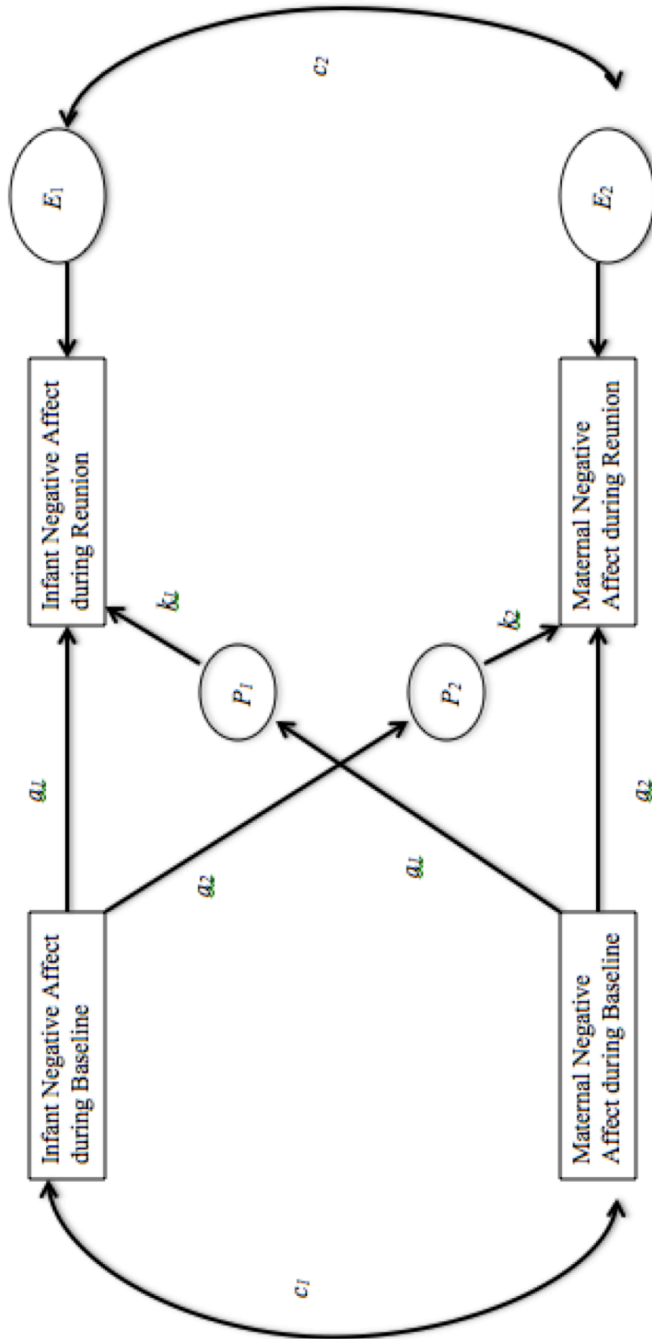 c1
Infant Negative Affect
during Baseline
Maternal Negative
Affect during Baseline
a1
a2
a1
a2
P1
P2
k1
k2
Infant Negative Affect
during Reunion
Maternal Negative
Affect during Reunion
E1
E2
c2